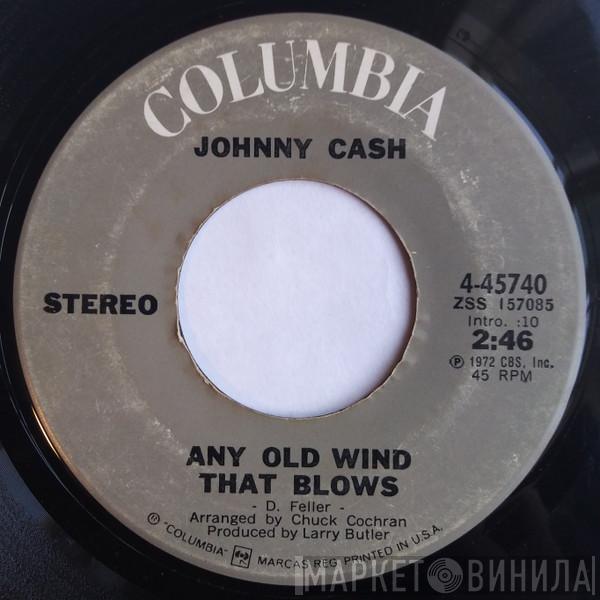 COLUMBIA
JOHNNY CASH
STEREO
4-45740
ZSS 157085
Intro. :10
2:46
℗ 1972 CBS, Inc.
45 RPM
ANY OLD WIND
THAT BLOWS
- D. Feller -
Arranged by Chuck Cochran
Produced by Larry Butler
"COLUMBIA" MARCAS REG. PRINTED IN U.S.A.
МАРКЕТ ВИНИЛА